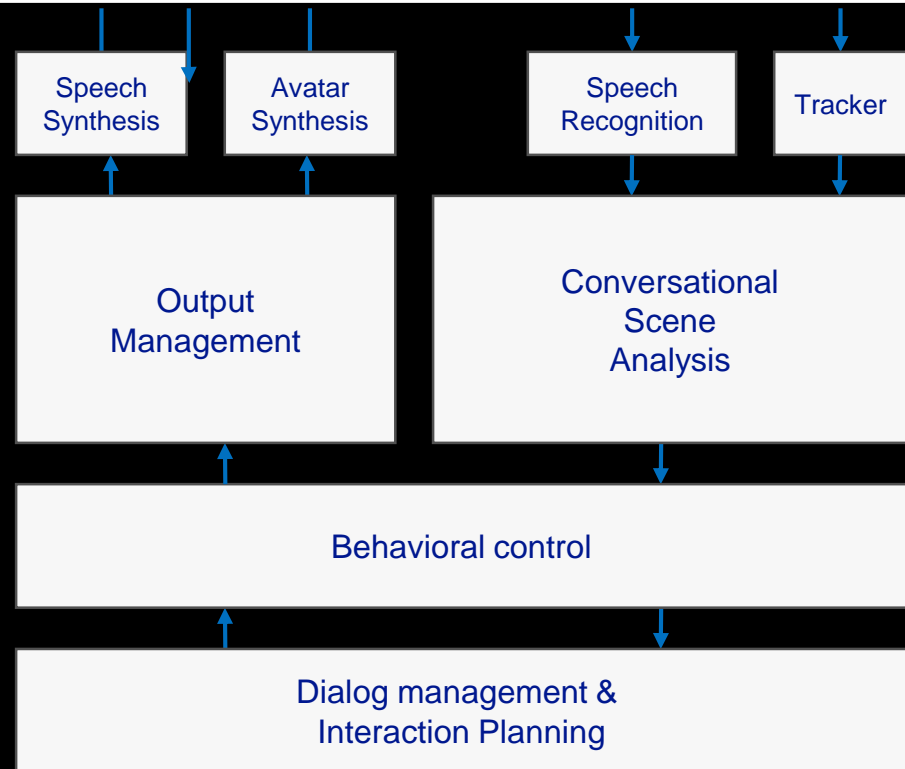 Speech
Synthesis
Avatar
Synthesis
Speech
Recognition
Tracker
Output
Management
Conversational
Scene
Analysis
Behavioral control
Dialog management &
Interaction Planning